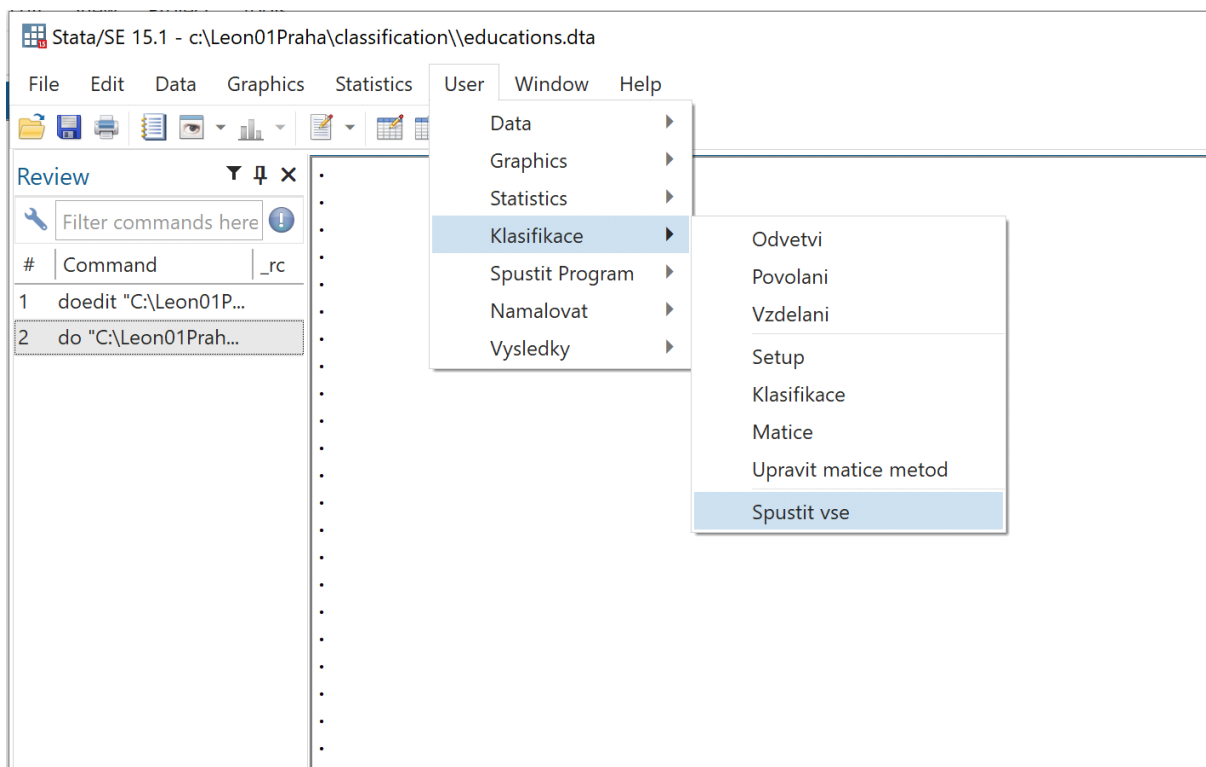 Stata/SE 15.1 - c:\Leon01Praha\classification\\educations.dta
File Edit Data Graphics Statistics User Window Help
Review
Filter commands here
# Command _rc
1 doedit "C:\Leon01P...
2 do "C:\Leon01Prah...
Data
Graphics
Statistics
Klasifikace
Spustit Program
Namalovat
Vysledky
Odvetvi
Povolani
Vzdelani
Setup
Klasifikace
Matice
Upravit matice metod
Spustit vse